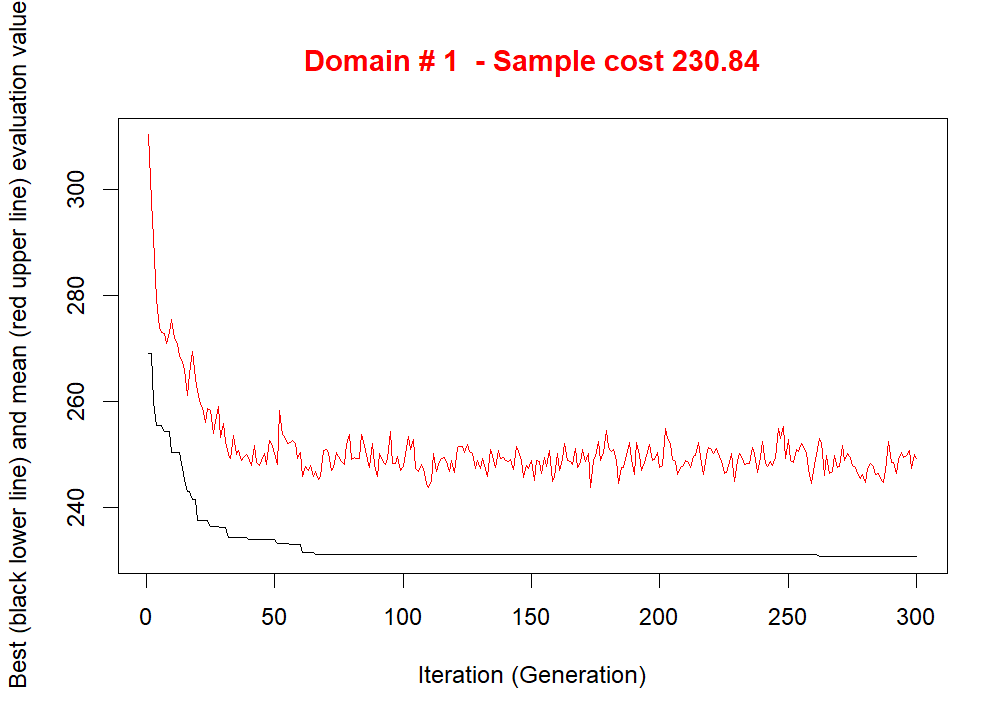 Domain # 1  - Sample cost 230.84
Best (black lower line) and mean (red upper line) evaluation value
300
280
260
240
0 50 100 150 200 250 300
Iteration (Generation)